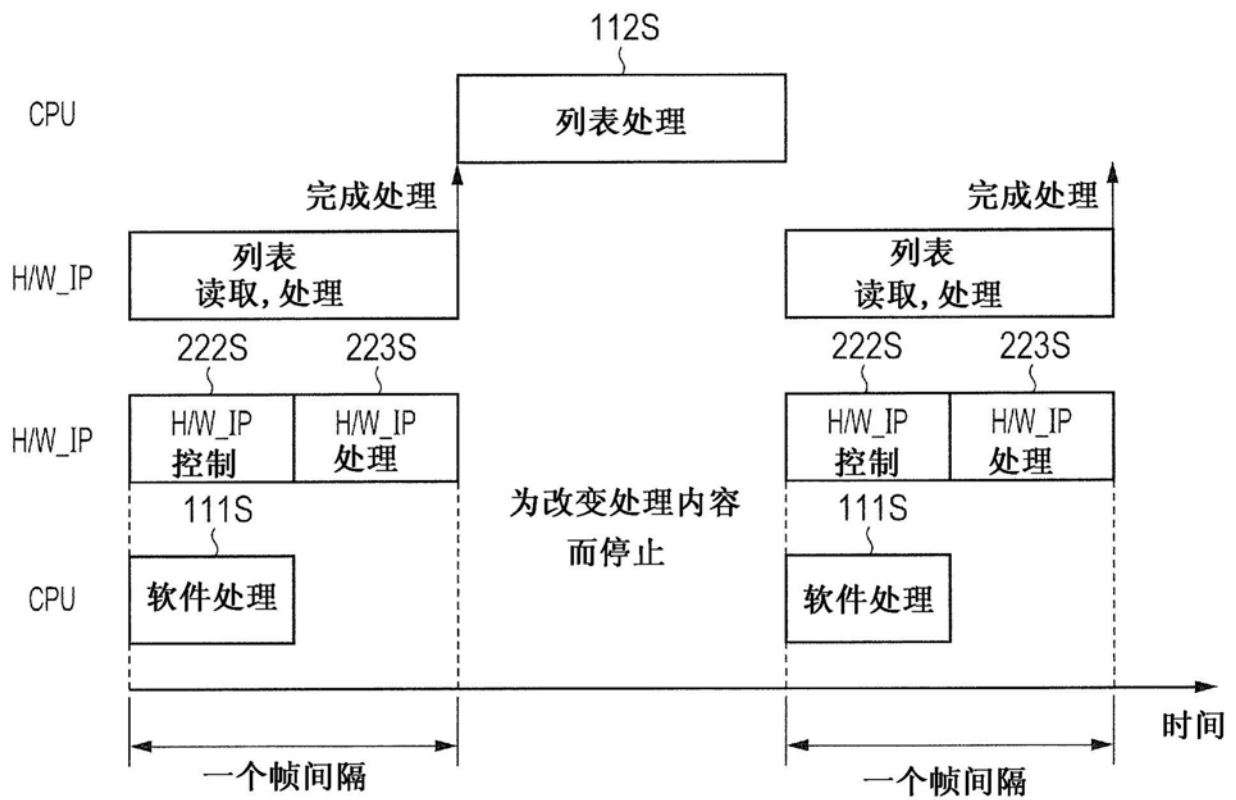 112S
CPU
列表处理
完成处理
完成处理
H/W_IP
列表
读取, 处理
列表
读取, 处理
222S
223S
222S
223S
H/W_IP
H/W_IP
控制
H/W_IP
处理
H/W_IP
控制
H/W_IP
处理
为改变处理内容
而停止
111S
111S
CPU
软件处理
软件处理
时间
一个帧间隔
一个帧间隔